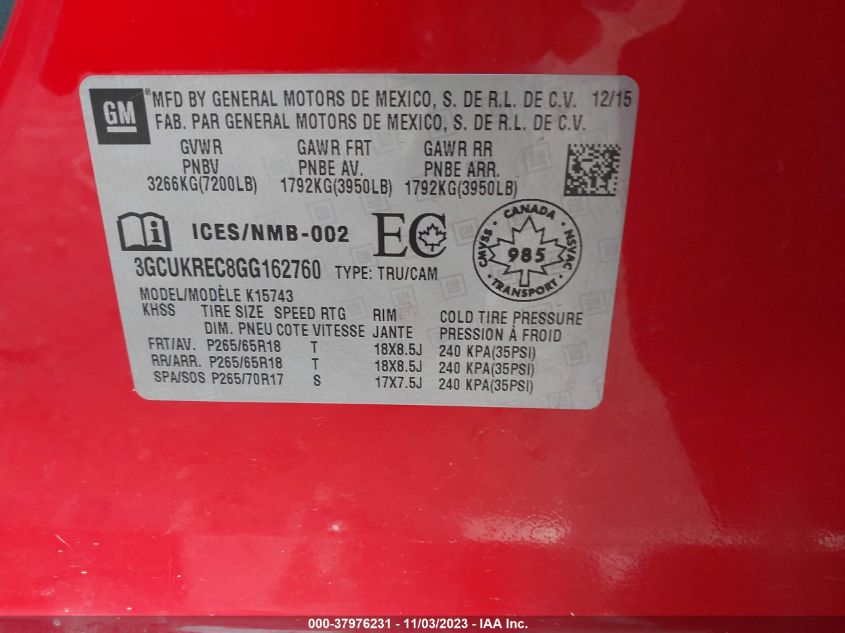 GM
® MFD BY GENERAL MOTORS DE MEXICO, S. DE R.L. DE C.V. 12/15
FAB. PAR GENERAL MOTORS DE MEXICO, S. DE R.L. DE C.V.
GVWR GAWR FRT GAWR RR
PNBV PNBE AV. PNBE ARR.
3266KG(7200LB) 1792KG(3950LB) 1792KG(3950LB)
i ICES/NMB-002 EC
CANADA
CMVSS 985 NSVAC
TRANSPORT
3GCUKREC8GG162760 TYPE: TRU/CAM
MODEL/MODÈLE K15743
KHSS TIRE SIZE SPEED RTG RIM COLD TIRE PRESSURE
DIM. PNEU COTE VITESSE JANTE PRESSION À FROID
FRT/AV. P265/65R18 T 18X8.5J 240 KPA(35PSI)
RR/ARR. P265/65R18 T 18X8.5J 240 KPA(35PSI)
SPA/SOS P265/70R17 S 17X7.5J 240 KPA(35PSI)
000-37976231 - 11/03/2023 - IAA Inc.